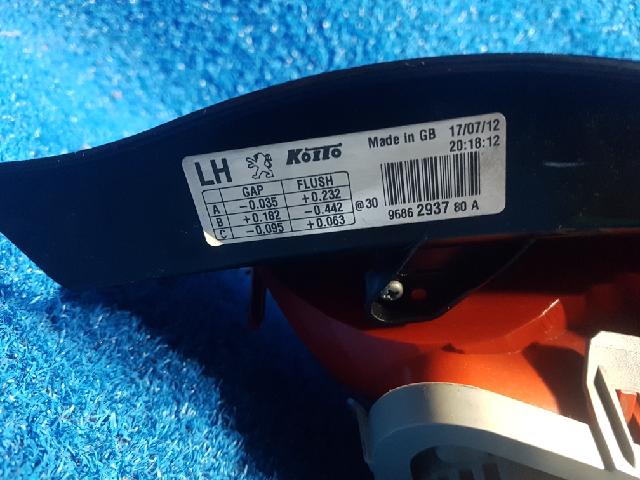 LH KOITO Made in GB 17/07/12
20:18:12
GAP FLUSH
A -0.035 +0.232
B +0.182 -0.442
C -0.095 +0.063
@30
9686 2937 80 A